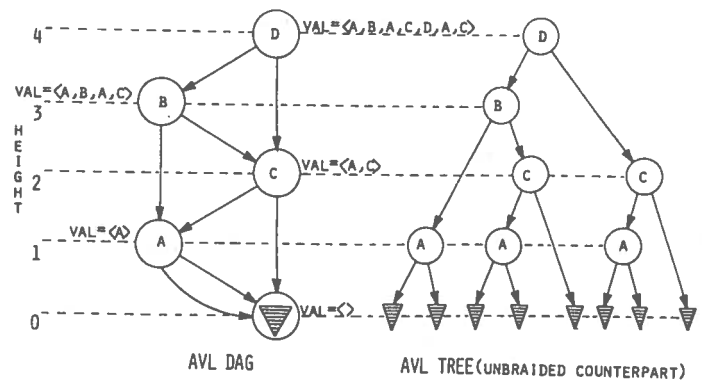 4 D VAL=<A,B,A,C,D,A,C> D
VAL=<A,B,A,C> B B
3
HEIGHT
2 C VAL=<A,C> C C
VAL=<A> A A A A
1
0 VAL=<>
AVL DAG AVL TREE(UNBRAIDED COUNTERPART)